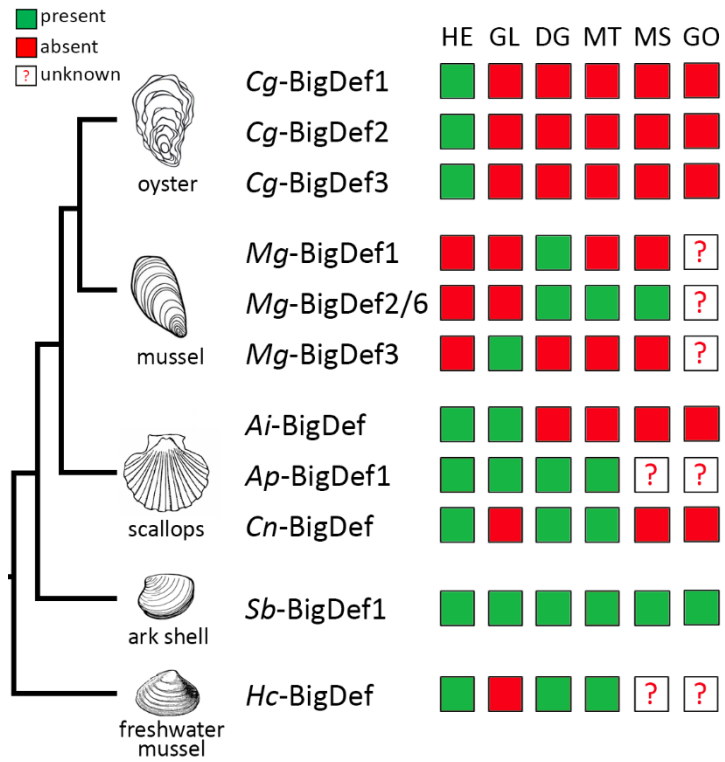 present
absent
? unknown
HE GL DG MT MS GO
Cg-BigDef1
Cg-BigDef2
Cg-BigDef3
oyster
Mg-BigDef1 ?
Mg-BigDef2/6 ?
Mg-BigDef3 ?
mussel
Ai-BigDef
Ap-BigDef1 ? ?
Cn-BigDef
scallops
Sb-BigDef1
ark shell
Hc-BigDef ? ?
freshwater
mussel